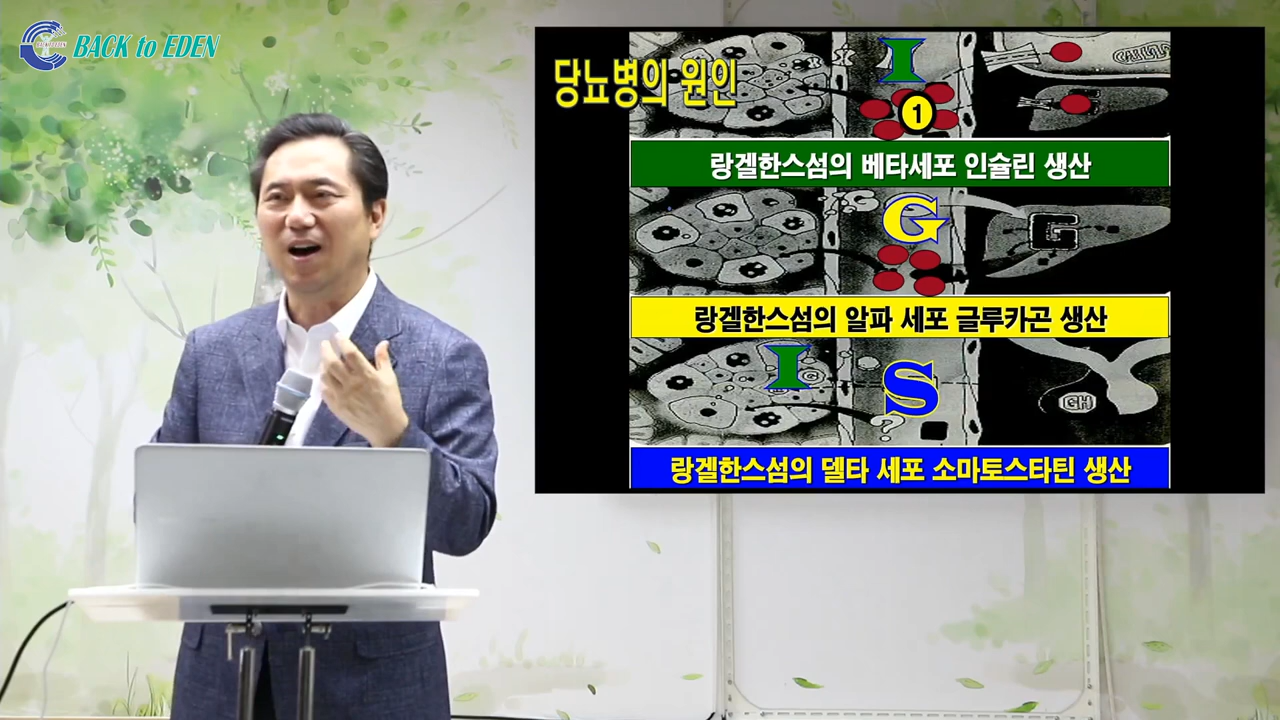 BACK to EDEN
당뇨병의 원인
I
1
랑겔한스섬의 베타세포 인슐린 생산
G
G
랑겔한스섬의 알파 세포 글루카곤 생산
I
S
?
GH
랑겔한스섬의 델타 세포 소마토스타틴 생산